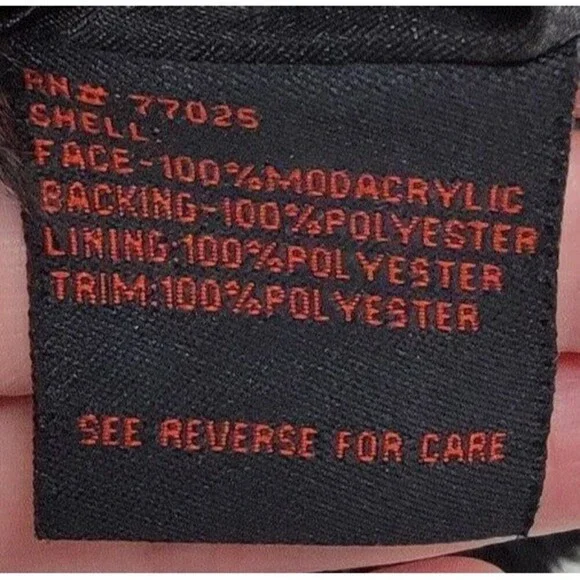 RN# 77025
SHELL:
FACE-100%MODACRYLIC
BACKING-100%POLYESTER
LINING:100%POLYESTER
TRIM:100%POLYESTER
SEE REVERSE FOR CARE